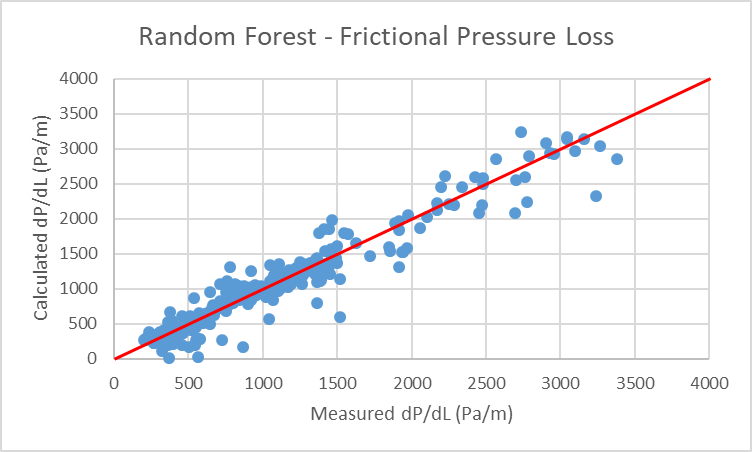 Random Forest - Frictional Pressure Loss
Calculated dP/dL (Pa/m)
4000
3500
3000
2500
2000
1500
1000
500
0
0 500 1000 1500 2000 2500 3000 3500 4000
Measured dP/dL (Pa/m)